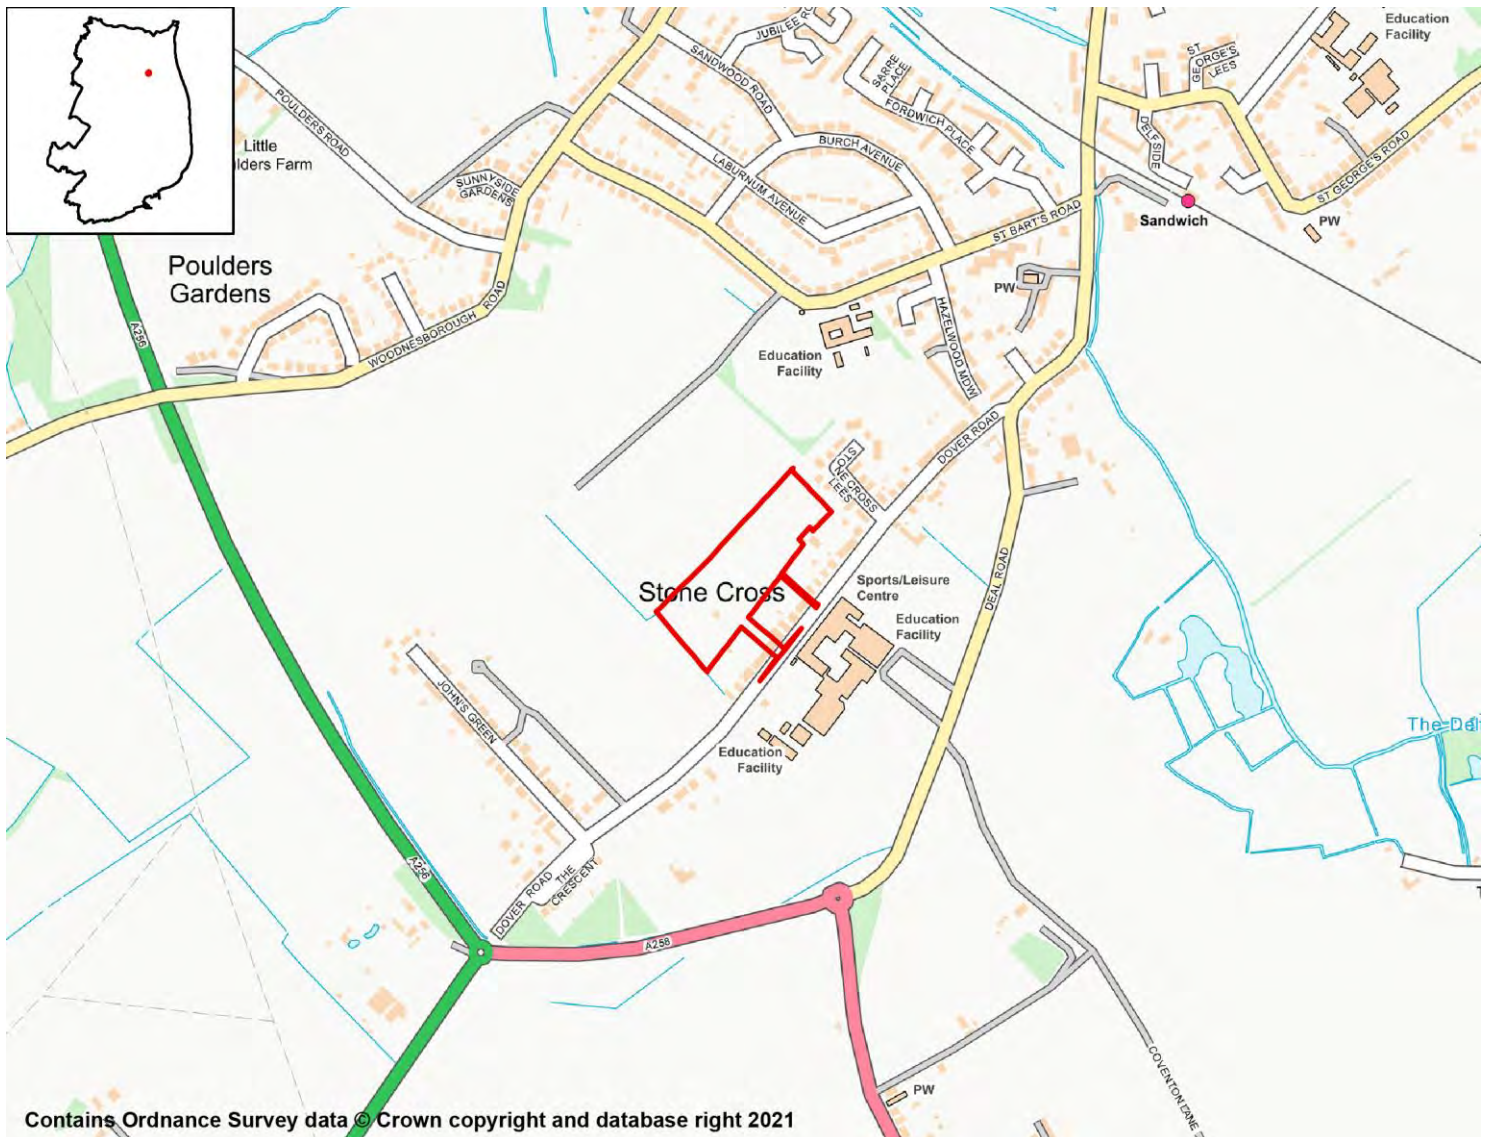 Education
Facility
JUBILEE RO
SANDWOOD ROAD
SARRE
PLACE
FORDWICH PLACE
ST
GEORGE'S
LEES
POULDERS ROAD
Little
ulders Farm
BURCH AVENUE
DELF SIDE
ST GEORGE'S ROAD
LABURNUM AVENUE
SUNNYSIDE
GARDENS
ST BART'S ROAD
Sandwich
PW
Poulders
Gardens
PW
A256
WOODNESBOROUGH ROAD
HAZELWOOD MDW
Education
Facility
DOVER ROAD
STO
NE CROSS
LEES
Stone Cross
Sports/Leisure
Centre
DEAL ROAD
Education
Facility
JOHN'S GREEN
The Del
Education
Facility
A256
THE
CRESCENT
DOVER ROAD
A258
COVENTON LANE
PW
Contains Ordnance Survey data © Crown copyright and database right 2021